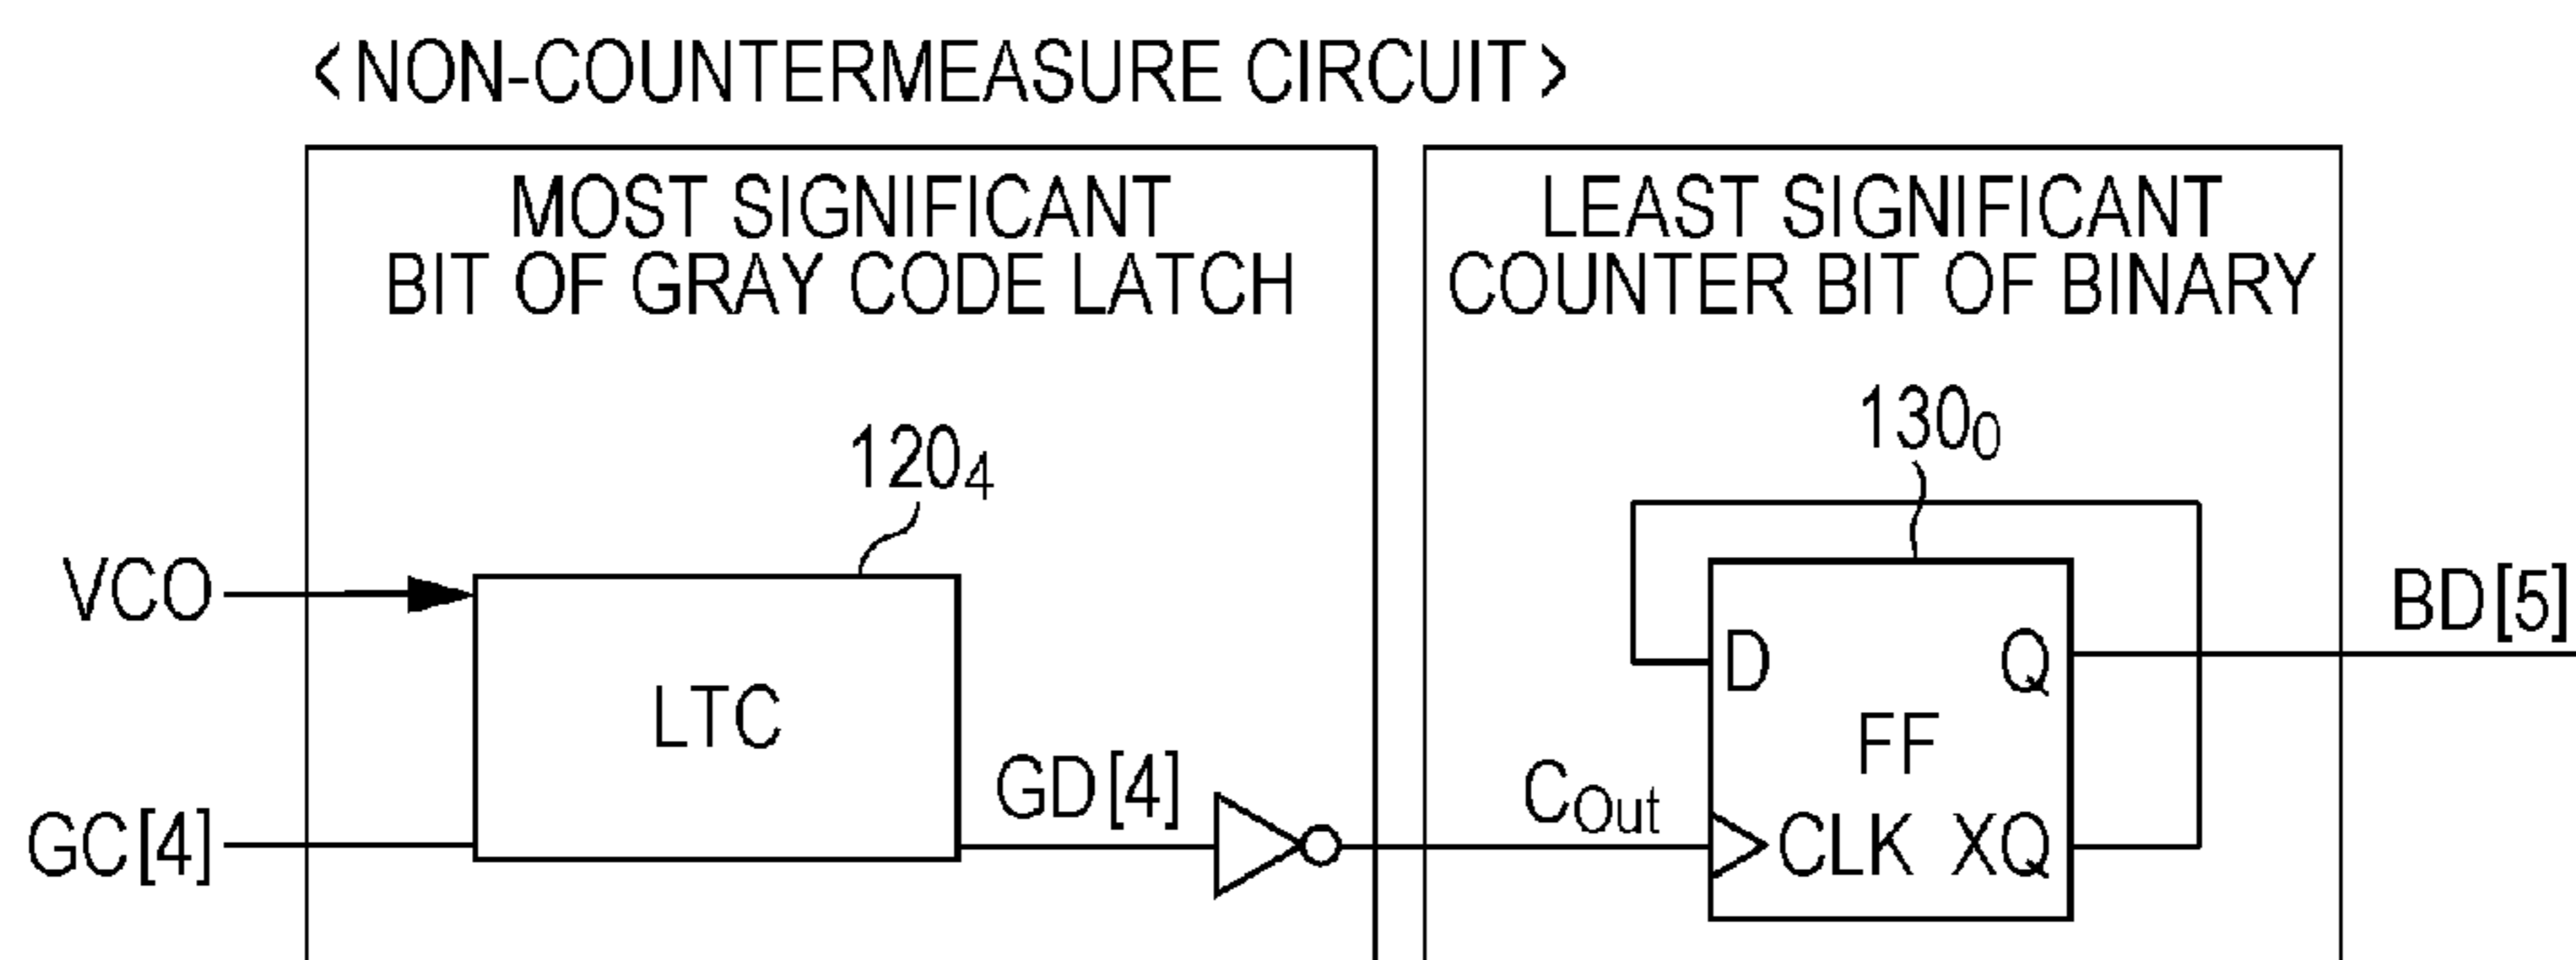 <NON-COUNTERMEASURE CIRCUIT>
MOST SIGNIFICANT
BIT OF GRAY CODE LATCH
LEAST SIGNIFICANT
COUNTER BIT OF BINARY
120₄
130₀
VCO
LTC
GC[4]
GD[4]
COut
D
Q
FF
CLK
XQ
BD[5]